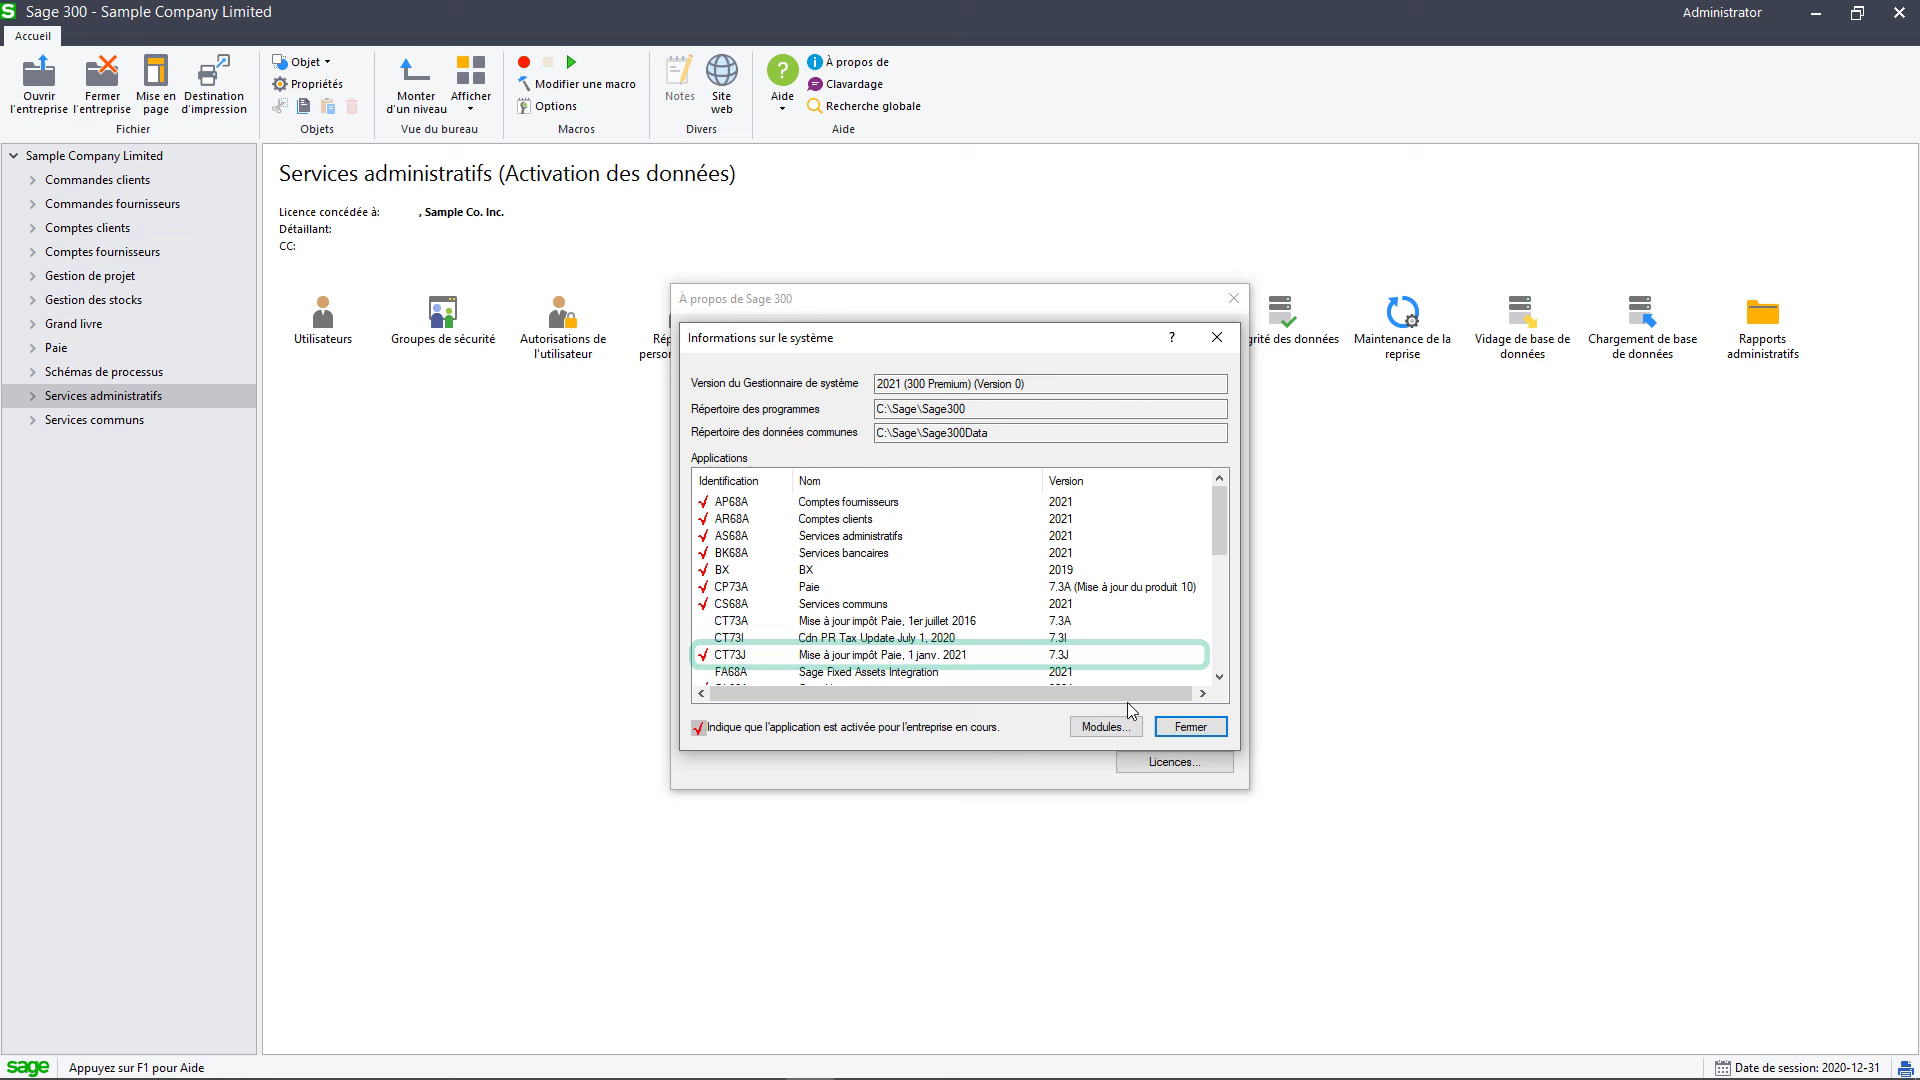 S Sage 300 - Sample Company Limited
Administrator
Accueil
Ouvrir l'entreprise
Fermer l'entreprise
Mise en page
Destination d'impression
Fichier
Objet
Propriétés
Objets
Monter d'un niveau
Afficher
Vue du bureau
Modifier une macro
Options
Macros
Notes
Site web
Divers
Aide
À propos de
Clavardage
Recherche globale
Aide
Sample Company Limited
Commandes clients
Commandes fournisseurs
Comptes clients
Comptes fournisseurs
Gestion de projet
Gestion des stocks
Grand livre
Paie
Schémas de processus
Services administratifs
Services communs
Services administratifs (Activation des données)
Licence concédée à: , Sample Co. Inc.
Détaillant:
CC:
Utilisateurs
Groupes de sécurité
Autorisations de l'utilisateur
grité des données
Maintenance de la reprise
Vidage de base de données
Chargement de base de données
Rapports administratifs
À propos de Sage 300
Informations sur le système ?
Version du Gestionnaire de système 2021 (300 Premium) (Version 0)
Répertoire des programmes C:\Sage\Sage300
Répertoire des données communes C:\Sage\Sage300Data
Applications
Identification Nom Version
AP68A Comptes fournisseurs 2021
AR68A Comptes clients 2021
AS68A Services administratifs 2021
BK68A Services bancaires 2021
BX BX 2019
CP73A Paie 7.3A (Mise à jour du produit 10)
CS68A Services communs 2021
CT73A Mise à jour impôt Paie, 1er juillet 2016 7.3A
CT73I Cdn PR Tax Update July 1, 2020 7.3I
CT73J Mise à jour impôt Paie, 1 janv. 2021 7.3J
FA68A Sage Fixed Assets Integration 2021
Indique que l'application est activée pour l'entreprise en cours.
Modules...
Fermer
Licences...
sage
Appuyez sur F1 pour Aide
Date de session: 2020-12-31